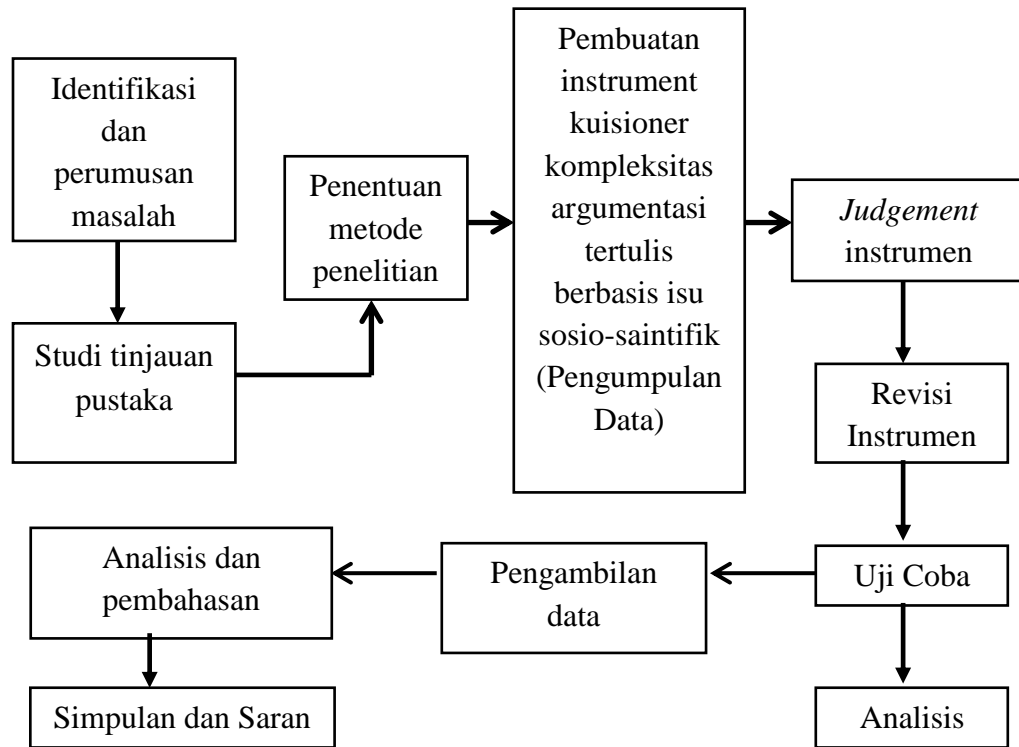 Identifikasi
dan
perumusan
masalah
Studi tinjauan
pustaka
Penentuan
metode
penelitian
Pembuatan
instrument
kuisioner
kompleksitas
argumentasi
tertulis
berbasis isu
sosio-saintifik
(Pengumpulan
Data)
Judgement
instrumen
Revisi
Instrumen
Uji Coba
Analisis
Pengambilan
data
Analisis dan
pembahasan
Simpulan dan Saran